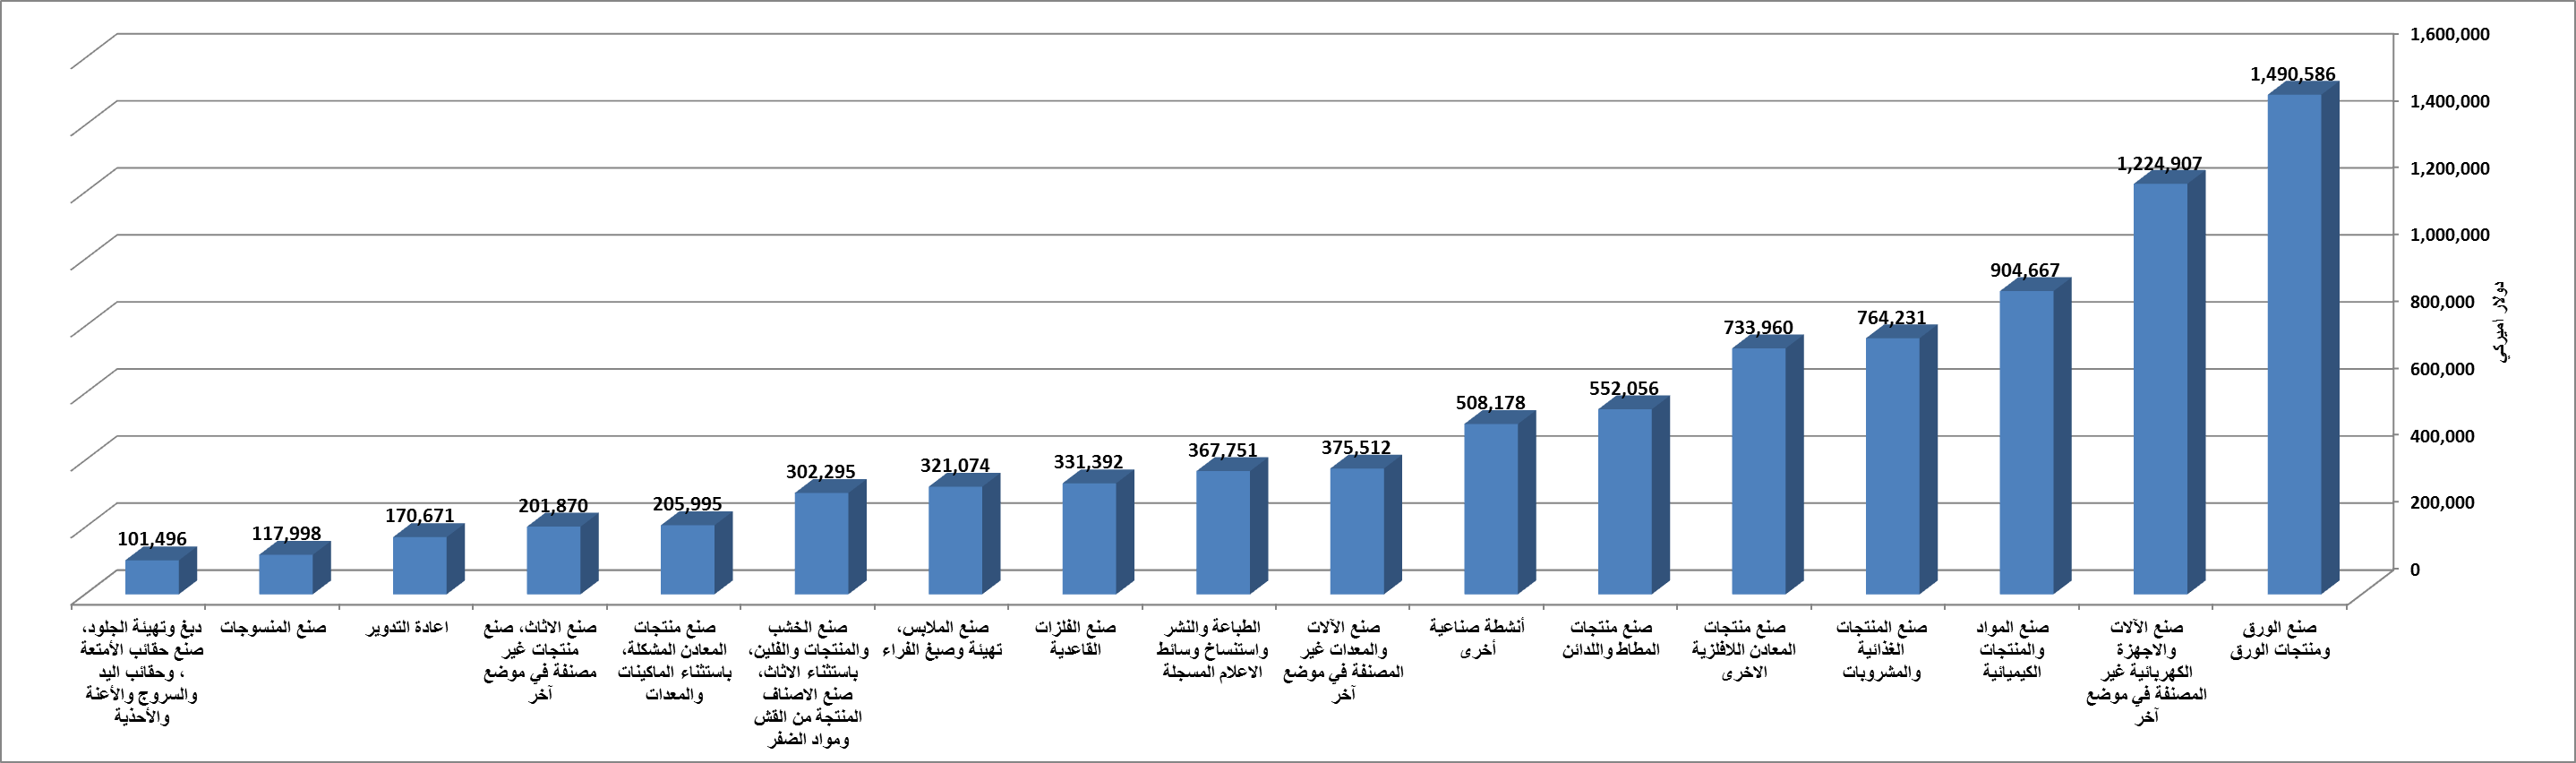 1,600,000
1,400,000
1,200,000
1,000,000
800,000
600,000
400,000
200,000
0
دولار اميركي
1,490,586
1,224,907
904,667
764,231
733,960
552,056
508,178
375,512
367,751
331,392
321,074
302,295
205,995
201,870
170,671
117,998
101,496
صنع الورق
ومنتجات الورق
صنع الآلات
والاجهزة
الكهربائية غير
المصنفة في موضع
آخر
صنع المواد
والمنتجات
الكيميائية
صنع المنتجات
الغذائية
والمشروبات
صنع منتجات
المعادن اللافلزية
الاخرى
صنع منتجات
المطاط واللدائن
أنشطة صناعية
أخرى
صنع الآلات
والمعدات غير
المصنفة في موضع
آخر
الطباعة والنشر
واستنساخ وسائط
الاعلام المسجلة
صنع الفلزات
القاعدية
صنع الملابس،
تهيئة وصبغ الفراء
صنع الخشب
والمنتجات والفلين،
باستثناء الاثاث،
صنع الاصناف
المنتجة من القش
ومواد الضفر
صنع منتجات
المعادن المشكلة،
باستثناء الماكينات
والمعدات
صنع الاثاث، صنع
منتجات غير
مصنفة في موضع
آخر
اعادة التدوير
صنع المنسوجات
دبغ وتهيئة الجلود،
صنع حقائب الأمتعة
، وحقائب اليد
والسروج والأعنة
والأحذية